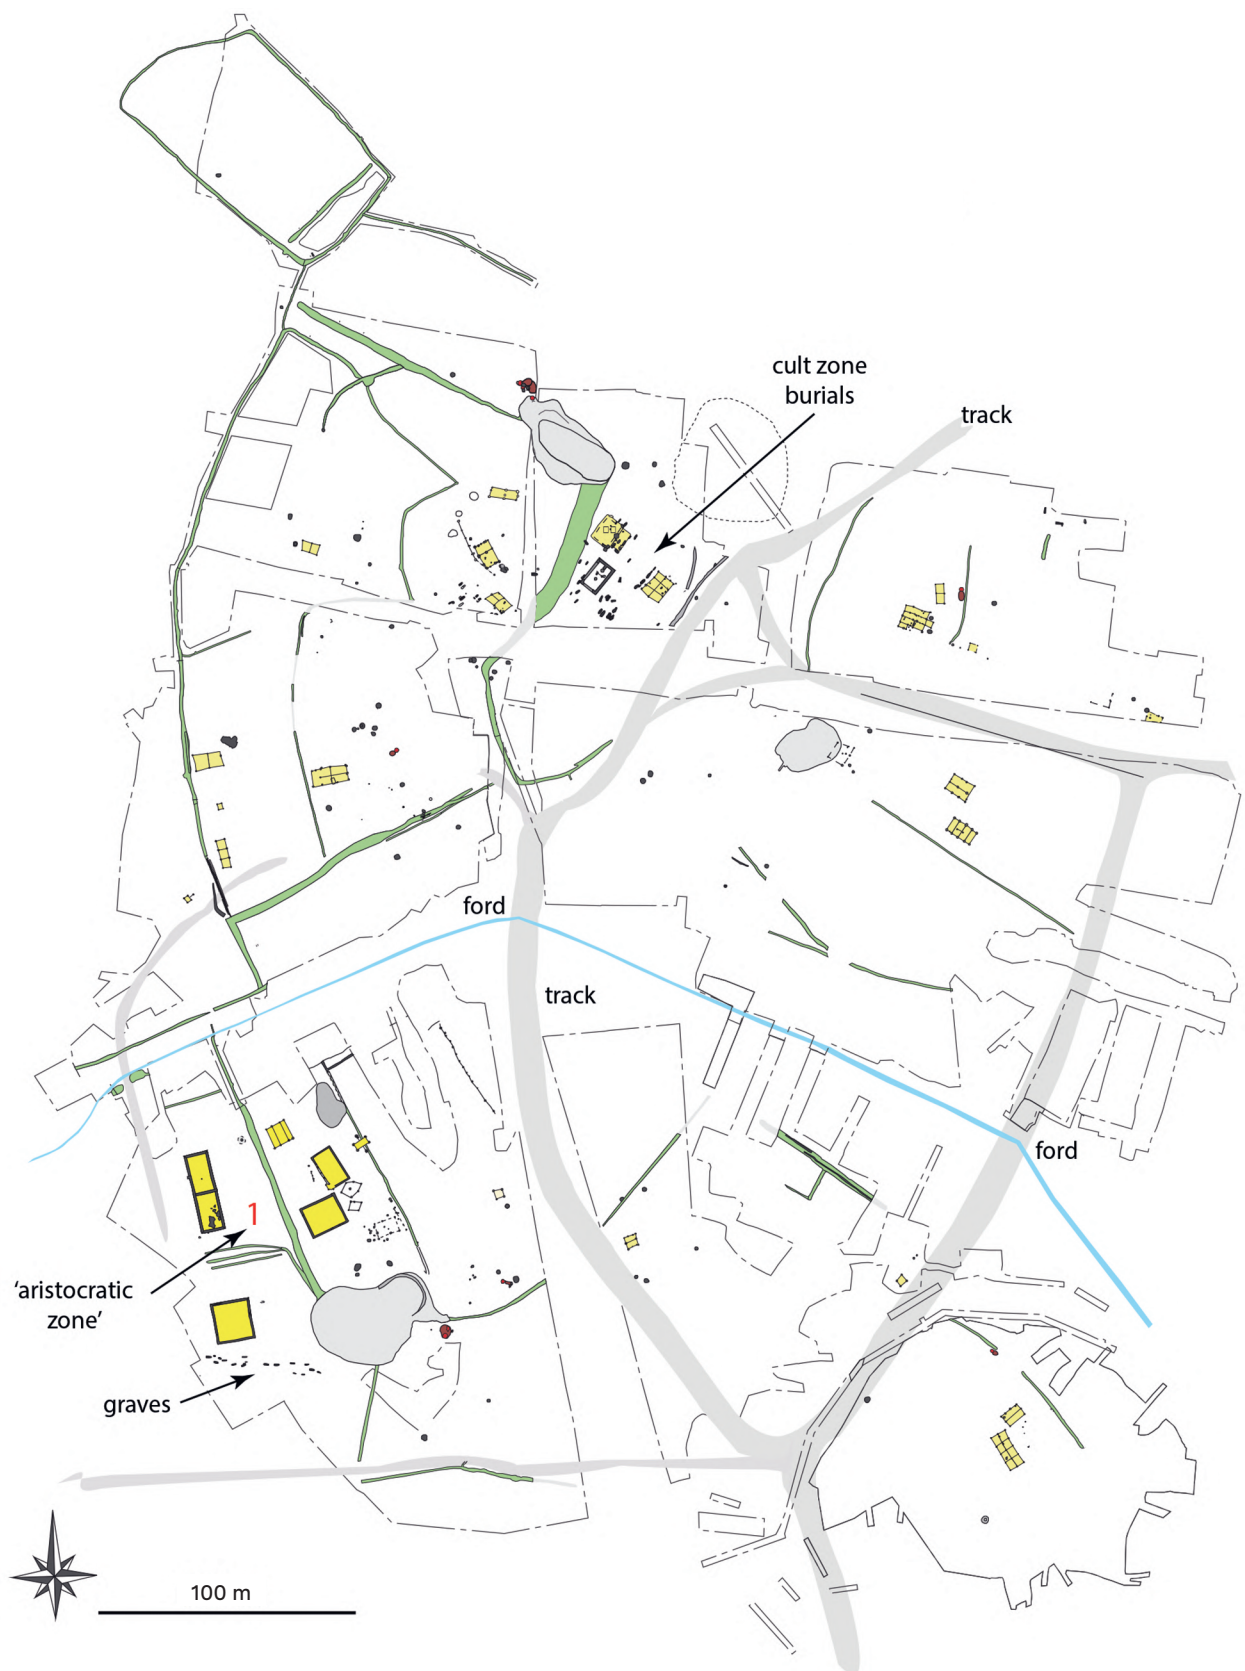 cult zone
burials
track
ford
track
ford
1
'aristocratic
zone'
graves
100 m